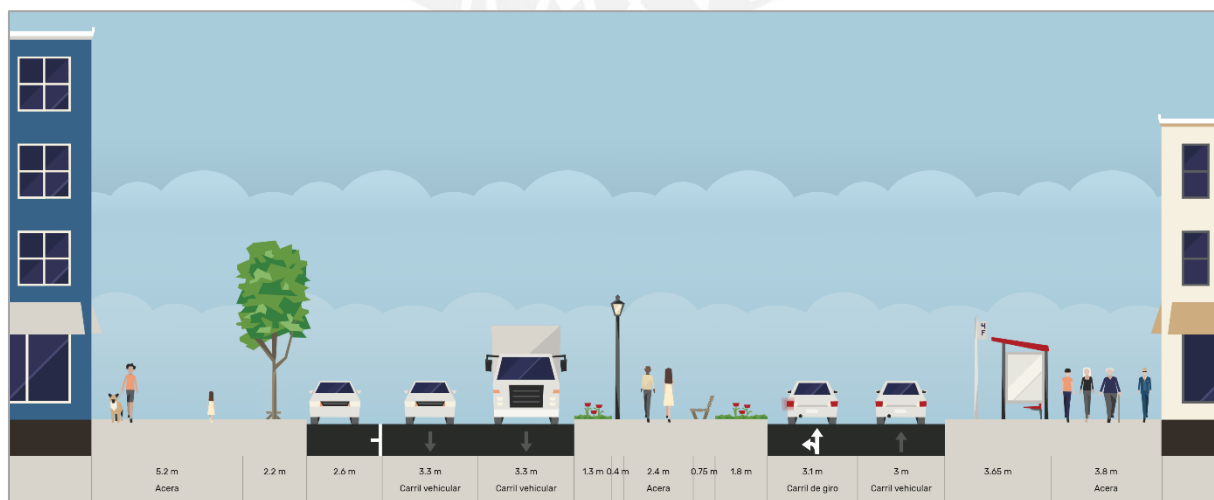 4
F
5.2 m
2.2 m
2.6 m
3.3 m
3.3 m
1.3 m
0.4 m
2.4 m
0.75 m
1.8 m
3.1 m
3 m
3.65 m
3.8 m
Acera
Carril vehicular
Carril vehicular
Acera
Carril de giro
Carril vehicular
Acera